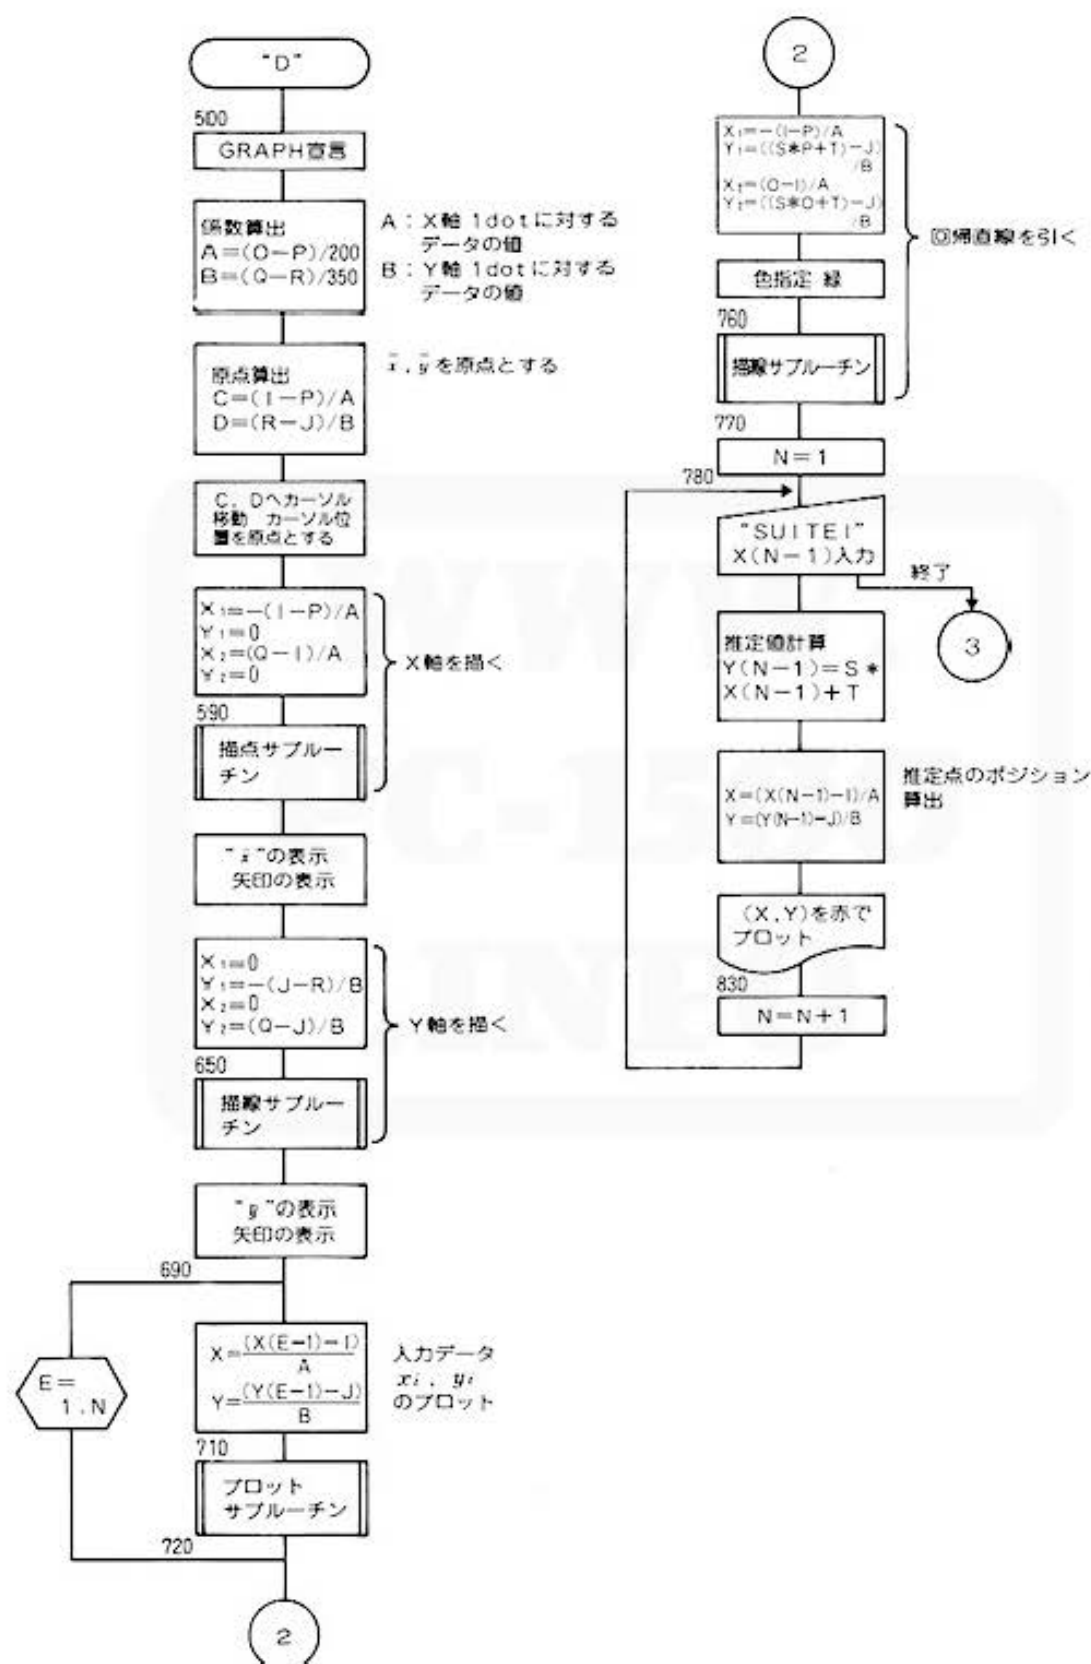 "D"
500
GRAPH宣言
係数算出
A=(O-P)/200
B=(Q-R)/350
A:X軸 1dotに対する
データの値
B:Y軸 1dotに対する
データの値
原点算出
C=(I-P)/A
D=(R-J)/B
x̄, ȳを原点とする
C, Dへカーソル
移動 カーソル位
置を原点とする
X₁=-(I-P)/A
Y₁=0
X₂=(Q-I)/A
Y₂=0
X軸を描く
590
描点サブルー
チン
"x̄"の表示
矢印の表示
X₁=0
Y₁=-(J-R)/B
X₂=0
Y₂=(Q-J)/B
Y軸を描く
650
描線サブルー
チン
"ȳ"の表示
矢印の表示
690
E=
1.N
X=(X(E-1)-I)/A
Y=(Y(E-1)-J)/B
入力データ
xi, yi
のプロット
710
プロット
サブルーチン
720
2
2
X₁=-(I-P)/A
Y₁=((S*P+T)-J)
/B
X₂=(O-I)/A
Y₂=((S*O+T)-J)
/B
回帰直線を引く
色指定 緑
760
描線サブルーチン
770
N=1
780
"SUITEI"
X(N-1)入力
終了
3
推定値計算
Y(N-1)=S*
X(N-1)+T
X=(X(N-1)-I)/A
Y=(Y(N-1)-J)/B
推定点のポジション
算出
(X,Y)を赤で
プロット
830
N=N+1